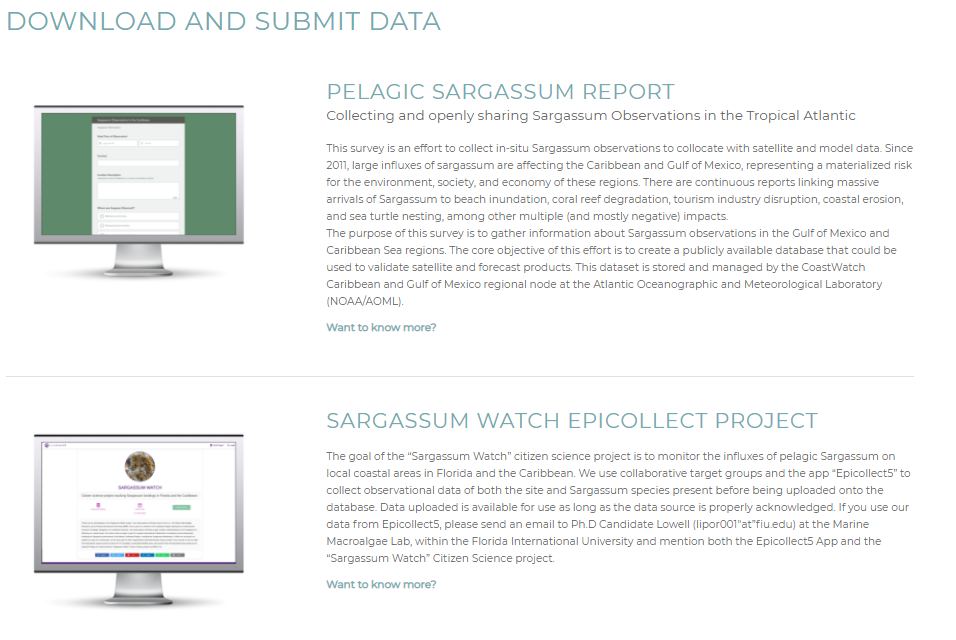 DOWNLOAD AND SUBMIT DATA
PELAGIC SARGASSUM REPORT
Collecting and openly sharing Sargassum Observations in the Tropical Atlantic
This survey is an effort to collect in-situ Sargassum observations to collocate with satellite and model data. Since
2011, large influxes of sargassum are affecting the Caribbean and Gulf of Mexico, representing a materialized risk
for the environment, society, and economy of these regions. There are continuous reports linking massive
arrivals of Sargassum to beach inundation, coral reef degradation, tourism industry disruption, coastal erosion,
and sea turtle nesting, among other multiple (and mostly negative) impacts.
The purpose of this survey is to gather information about Sargassum observations in the Gulf of Mexico and
Caribbean Sea regions. The core objective of this effort is to create a publicly available database that could be
used to validate satellite and forecast products. This dataset is stored and managed by the CoastWatch
Caribbean and Gulf of Mexico regional node at the Atlantic Oceanographic and Meteorological Laboratory
(NOAA/AOML).
Want to know more?
SARGASSUM WATCH EPICOLLECT PROJECT
SARGASSUM WATCH
Citizen science project tracking Sargassum landings in Florida and the Caribbean
The goal of the “Sargassum Watch” citizen science project is to monitor the influxes of pelagic Sargassum on
local coastal areas in Florida and the Caribbean. We use collaborative target groups and the app “Epicollect5” to
collect observational data of both the site and Sargassum species present before being uploaded onto the
database. Data uploaded is available for use as long as the data source is properly acknowledged. If you use our
data from Epicollect5, please send an email to Ph.D Candidate Lowell (lipor001"at"fiu.edu) at the Marine
Macroalgae Lab, within the Florida International University and mention both the Epicollect5 App and the
“Sargassum Watch” Citizen Science project.
Want to know more?